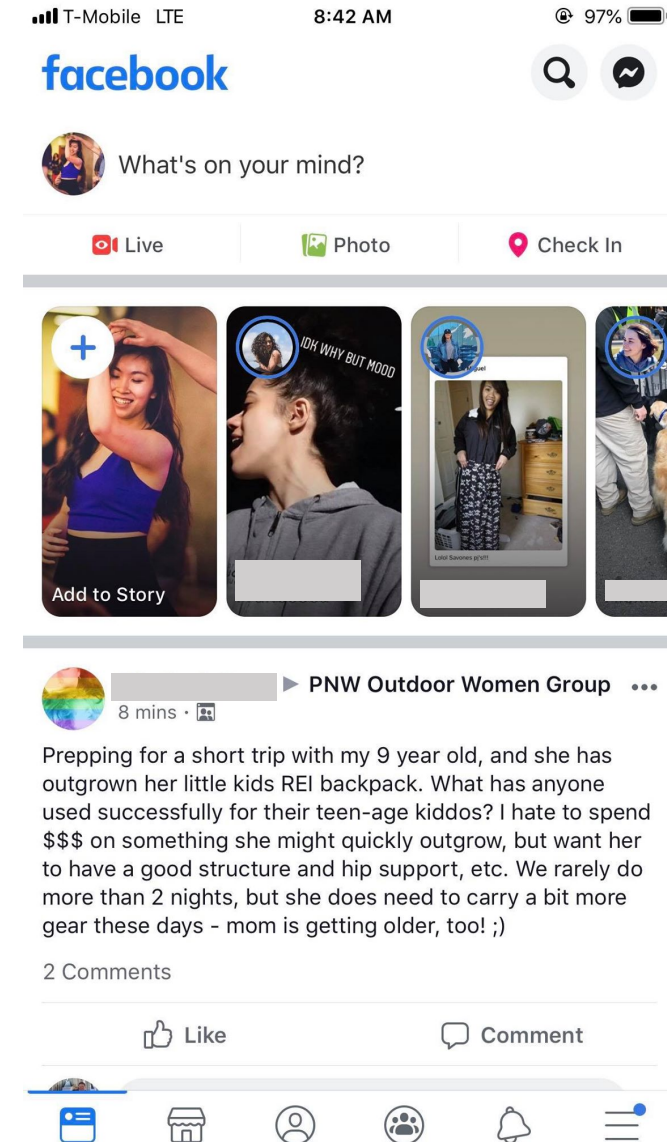 T-Mobile LTE 8:42 AM 97%
facebook
What's on your mind?
Live Photo Check In
IDK WHY BUT MOOD
Lolol Savones pjs!!!
Add to Story
PNW Outdoor Women Group
8 mins ·
Prepping for a short trip with my 9 year old, and she has
outgrown her little kids REI backpack. What has anyone
used successfully for their teen-age kiddos? I hate to spend
$$$ on something she might quickly outgrow, but want her
to have a good structure and hip support, etc. We rarely do
more than 2 nights, but she does need to carry a bit more
gear these days - mom is getting older, too! ;)
2 Comments
Like Comment